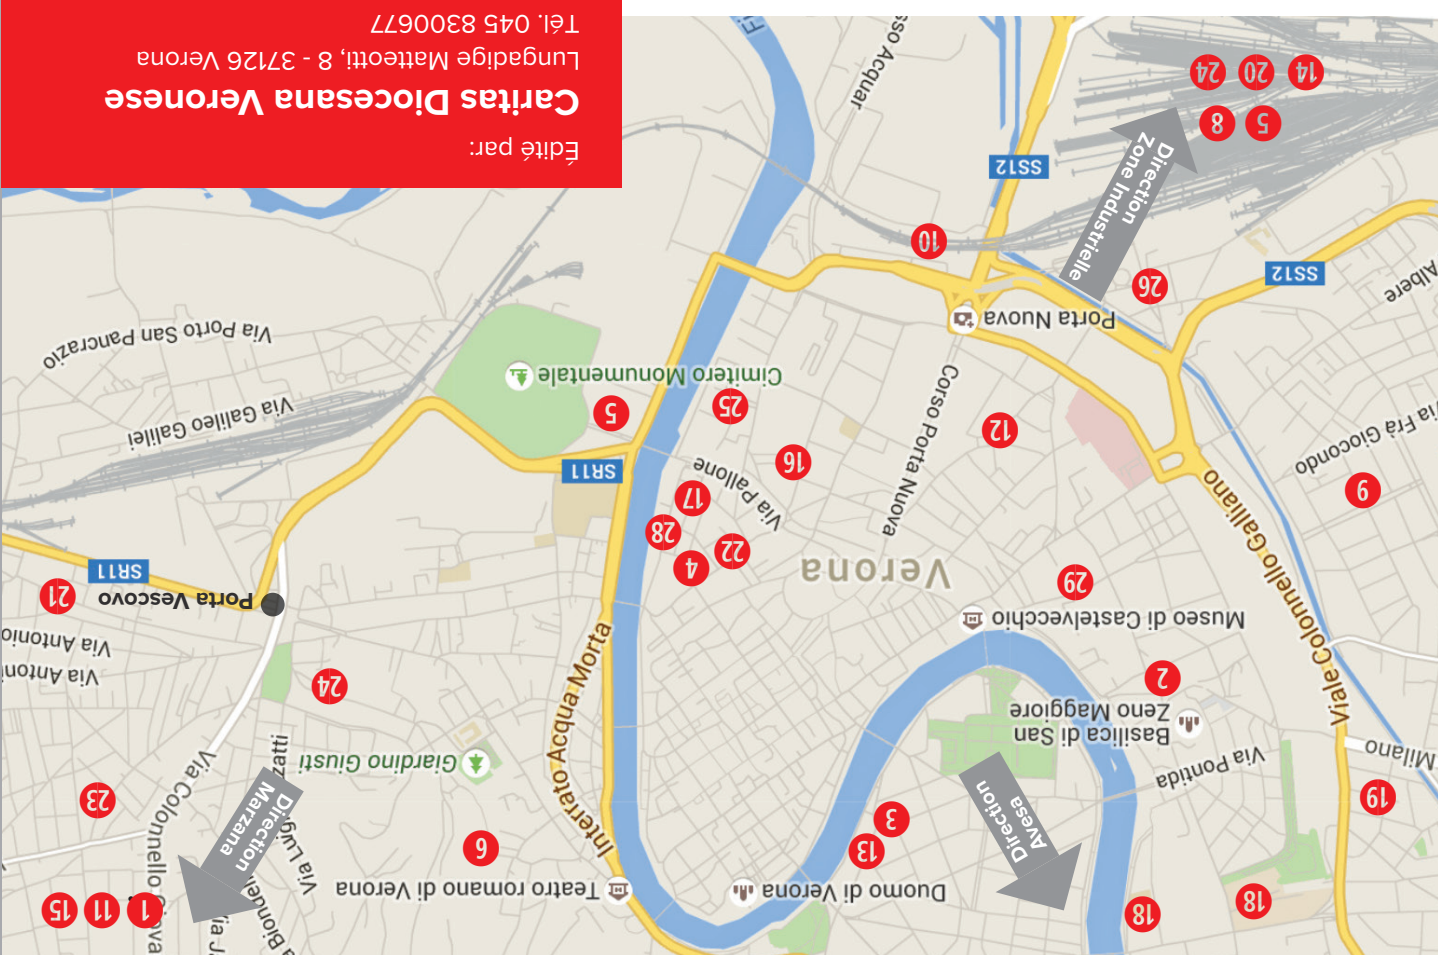 18
18
1
11
15
Duomo di Verona
Teatro romano di Verona
13
6
3
Direction
Avesa
Direction
Marzana
19
23
Milano
Via Pontida
Giardino Giusti
Basilica di San
Zeno Maggiore
Viale Colonnello Galliano
Interrato Acqua Morta
Via Colonnello
2
24
Via Antonio
Museo di Castelvecchio
Porta Vescovo
21
29
Verona
SR11
4
22
28
17
9
Via Pallone
SR11
16
Via Frà Giocondo
12
Corso Porta Nuova
25
5
Via Galileo Galilei
Cimitero Monumentale
Via Porto San Pancrazio
Porta Nuova
26
Albere
SS12
10
Direction
Zone Industrielle
SS12
5
8
14
20
24
Édité par:
Caritas Diocesana Veronese
Lungadige Matteotti, 8 - 37126 Verona
Tél. 045 8300677